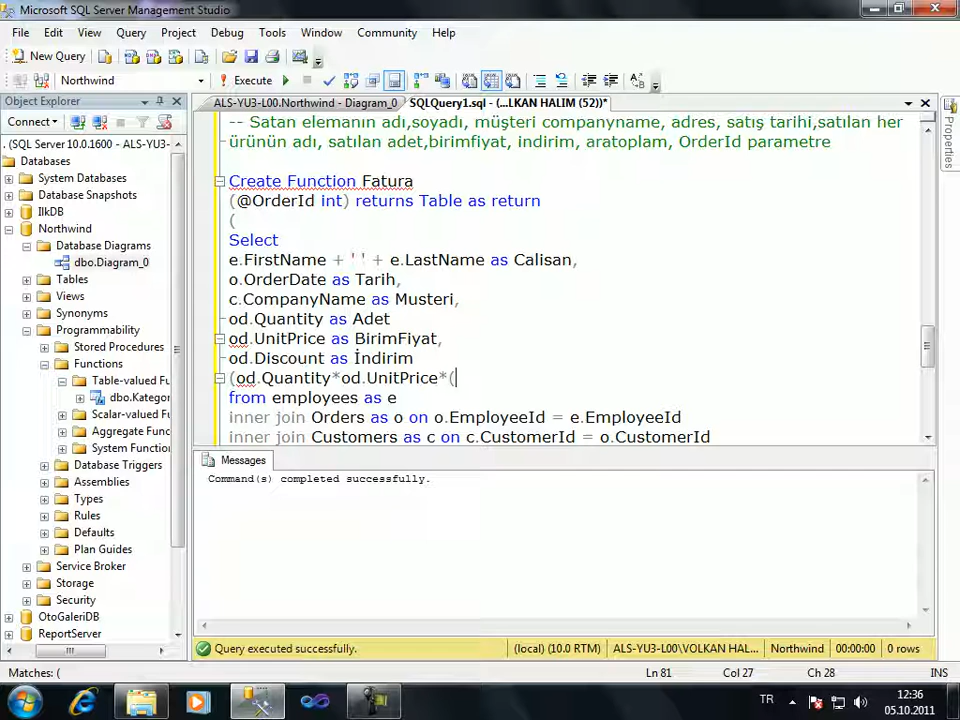 Microsoft SQL Server Management Studio
File Edit View Query Project Debug Tools Window Community Help
New Query
Northwind Execute
Object Explorer
ALS-YU3-L00.Northwind - Diagram_0 SQLQuery1.sql - (...LKAN HALIM (52))*
Connect
. (SQL Server 10.0.1600 - ALS-YU3
Databases
System Databases
Database Snapshots
IlkDB
Northwind
Database Diagrams
dbo.Diagram_0
Tables
Views
Synonyms
Programmability
Stored Procedures
Functions
Table-valued Fu
dbo.Kategor
Scalar-valued F
Aggregate Func
System Functio
Database Triggers
Assemblies
Types
Rules
Defaults
Plan Guides
Service Broker
Storage
Security
OtoGaleriDB
ReportServer
-- Satan elemanın adı,soyadı, müşteri companyname, adres, satış tarihi,satılan her
ürünün adı, satılan adet,birimfiyat, indirim, aratoplam, OrderId parametre
Create Function Fatura
(@OrderId int) returns Table as return
(
Select
e.FirstName + ' ' + e.LastName as Calisan,
o.OrderDate as Tarih,
c.CompanyName as Musteri,
od.Quantity as Adet
od.UnitPrice as BirimFiyat,
od.Discount as İndirim
(od.Quantity*od.UnitPrice*(
from employees as e
inner join Orders as o on o.EmployeeId = e.EmployeeId
inner join Customers as c on c.CustomerId = o.CustomerId
Properties
Messages
Command(s) completed successfully.
Query executed successfully. (local) (10.0 RTM) ALS-YU3-L00\VOLKAN HAL... Northwind 00:00:00 0 rows
Matches: ( Ln 81 Col 27 Ch 28 INS
TR 12:36
05.10.2011